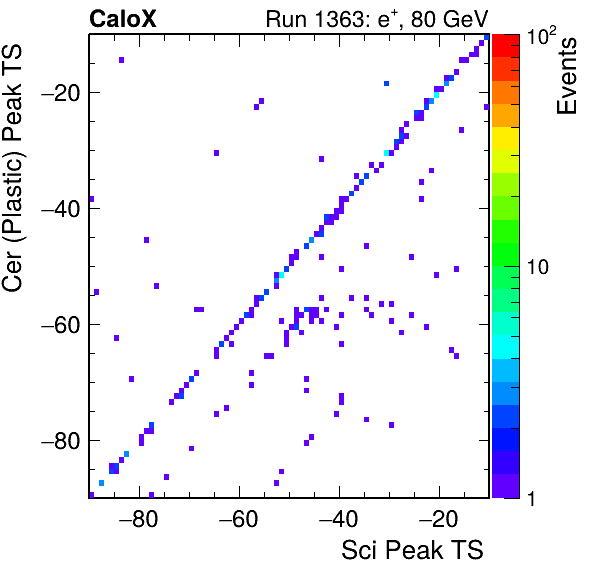 CaloX
Run 1363: e⁺, 80 GeV
Cer (Plastic) Peak TS
−20
−40
−60
−80
−80
−60
−40
−20
Sci Peak TS
10²
10
1
Events